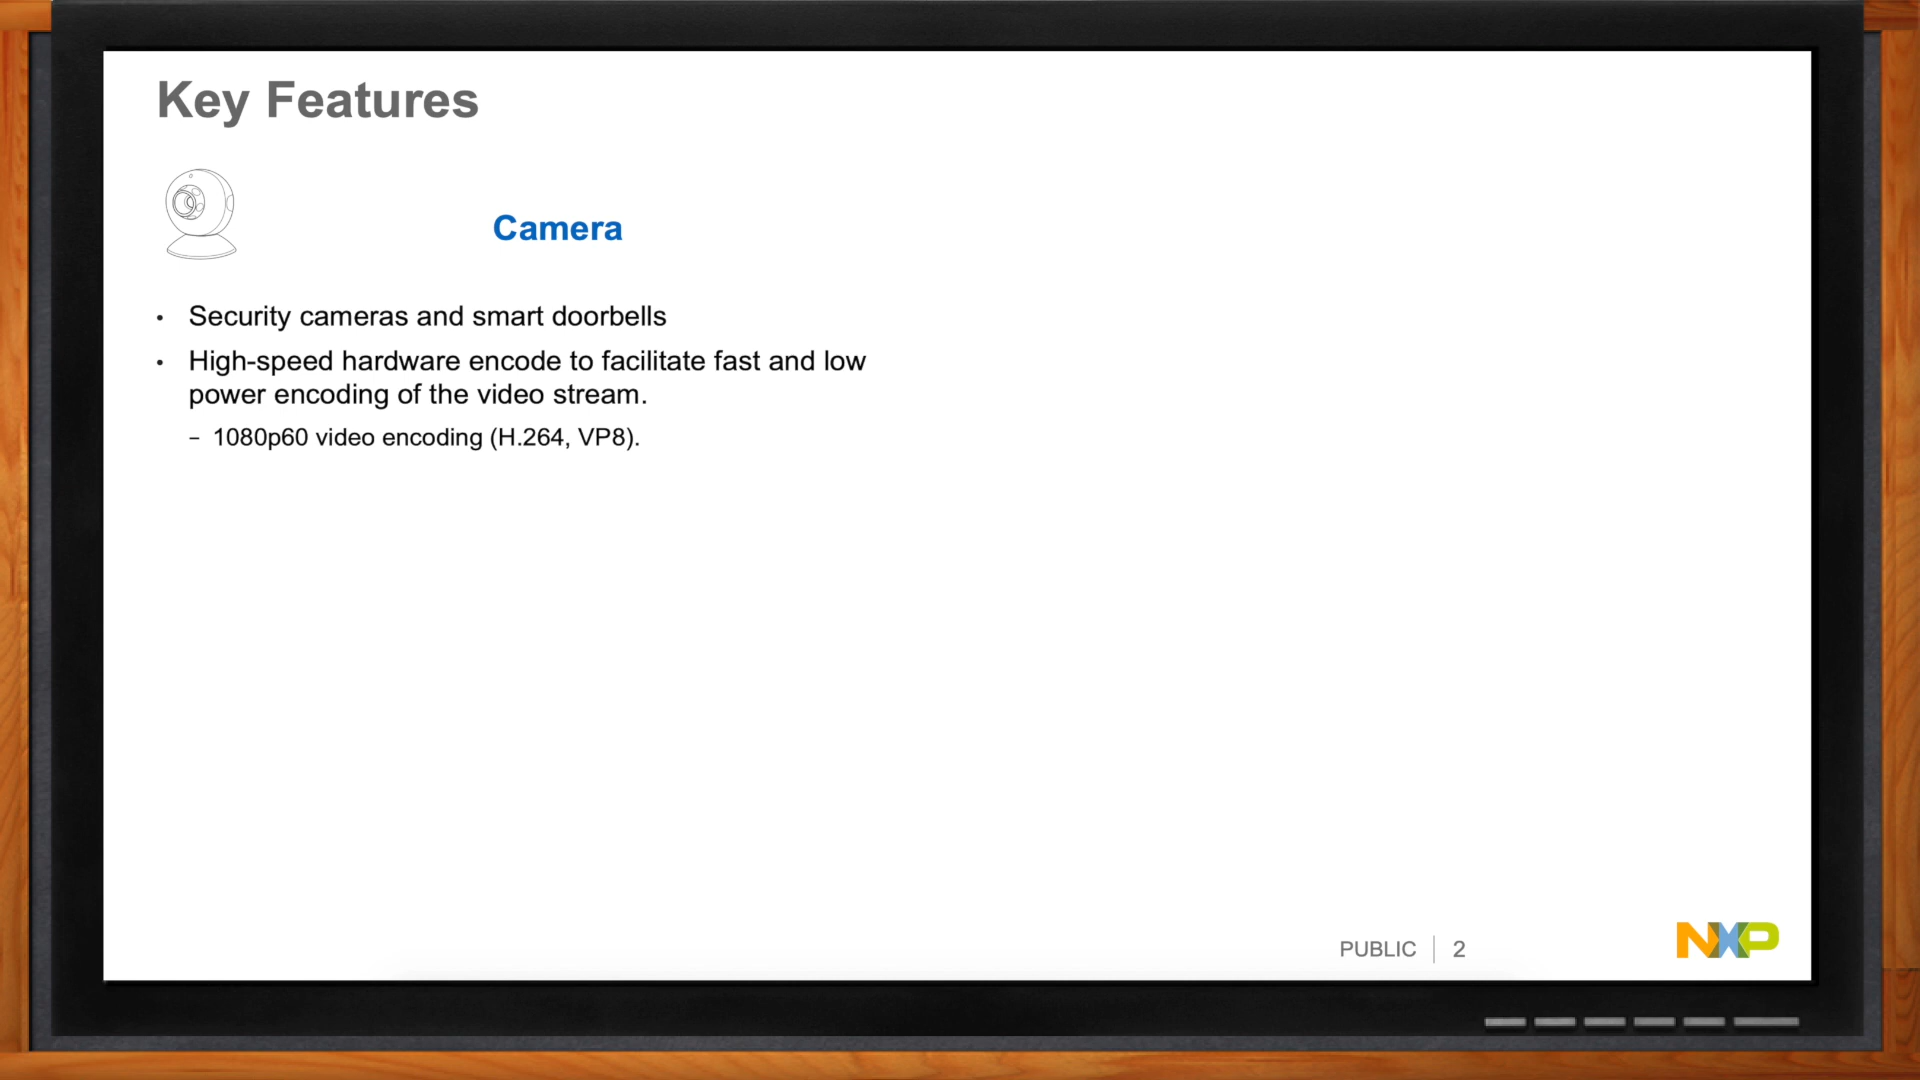 Key Features
Camera
• Security cameras and smart doorbells
• High-speed hardware encode to facilitate fast and low
power encoding of the video stream.
– 1080p60 video encoding (H.264, VP8).
PUBLIC 2
NXP